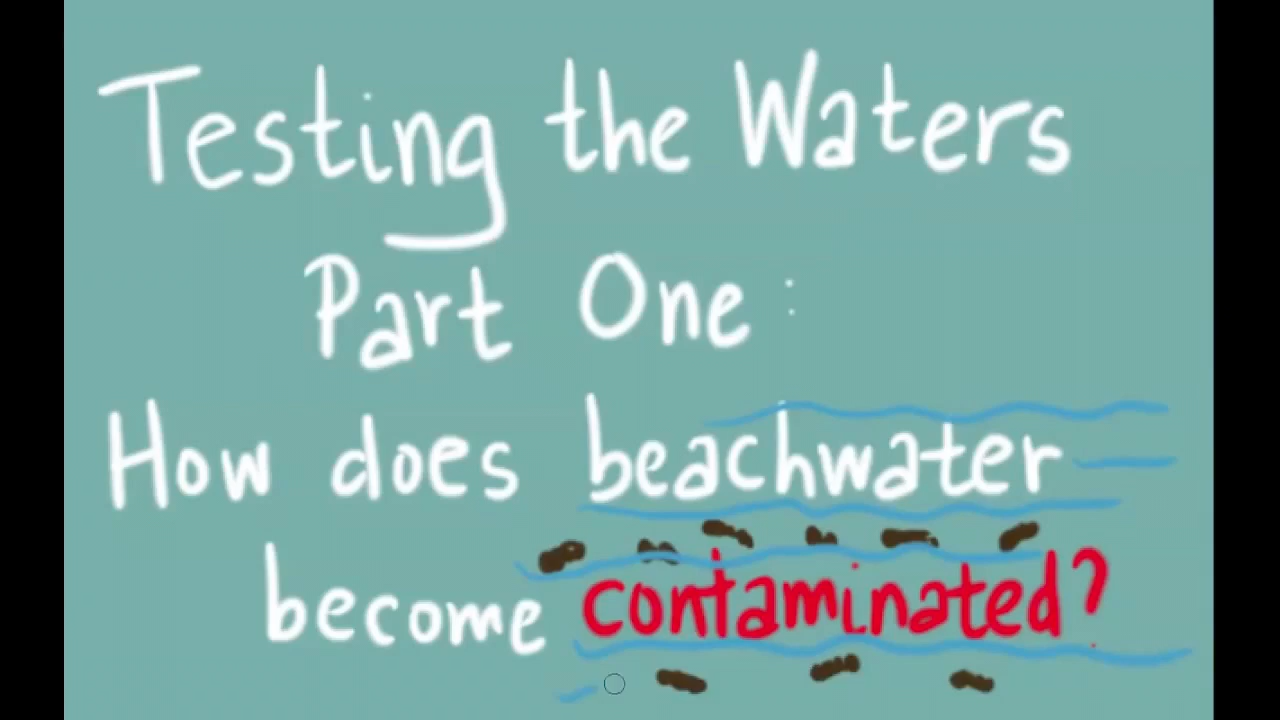 Testing the Waters
Part One:
How does beachwater
become contaminated?